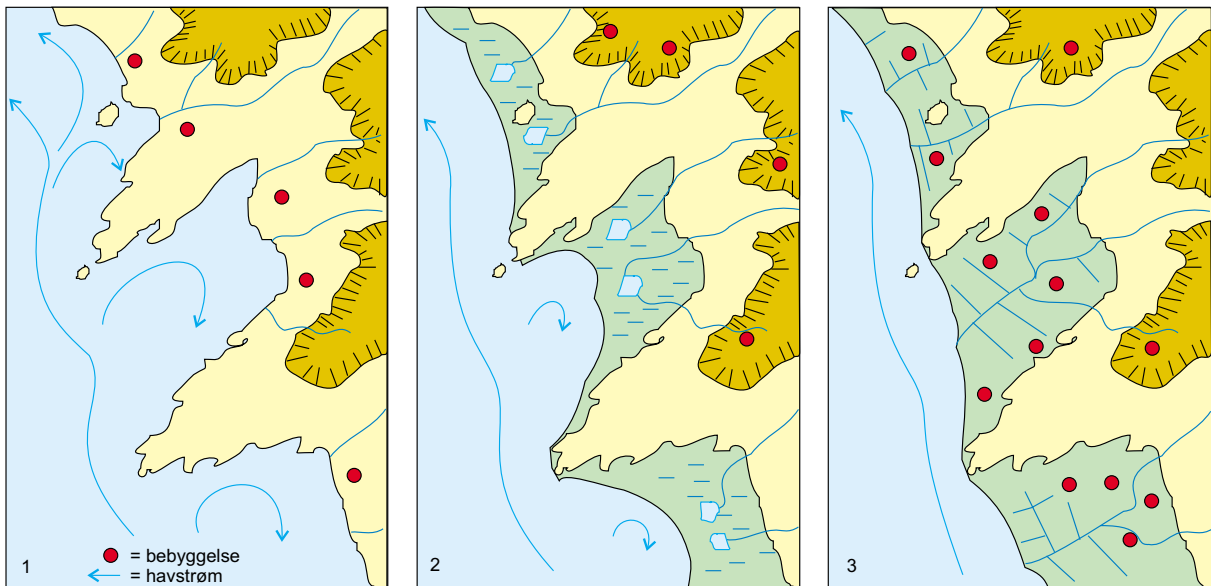 1
= bebyggelse
= havstrøm
2
3